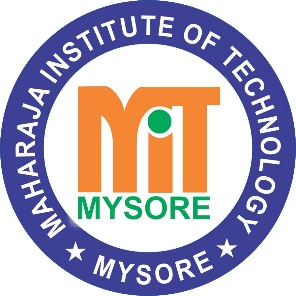 MAHARAJA INSTITUTE OF TECHNOLOGY
MiT
MYSORE
★ MYSORE ★